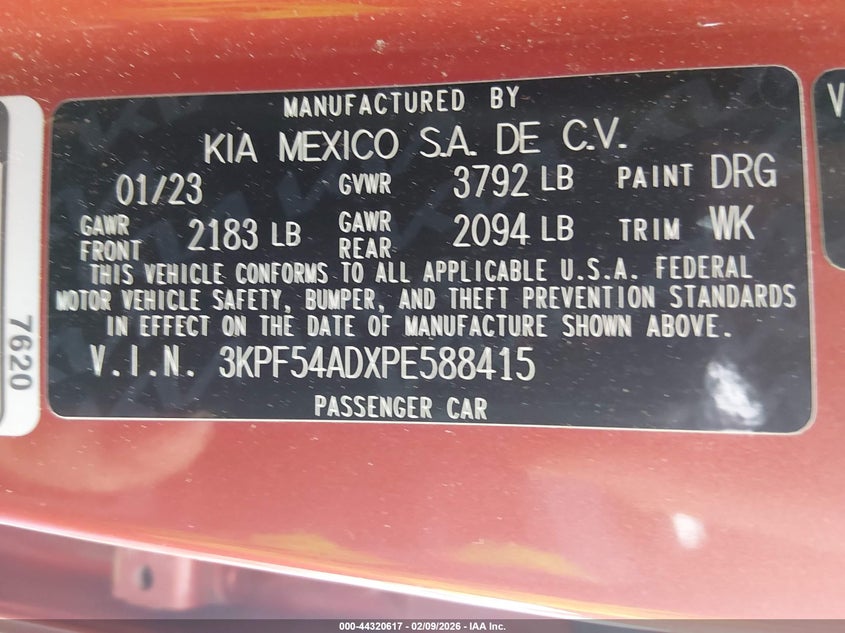 MANUFACTURED BY
KIA MEXICO S.A. DE C.V.
01/23 GVWR 3792 LB PAINT DRG
GAWR FRONT 2183 LB GAWR REAR 2094 LB TRIM WK
THIS VEHICLE CONFORMS TO ALL APPLICABLE U.S.A. FEDERAL
MOTOR VEHICLE SAFETY, BUMPER, AND THEFT PREVENTION STANDARDS
IN EFFECT ON THE DATE OF MANUFACTURE SHOWN ABOVE.
V.I.N. 3KPF54ADXPE588415
PASSENGER CAR
7620
V
000-44320617 - 02/09/2026 - IAA Inc.